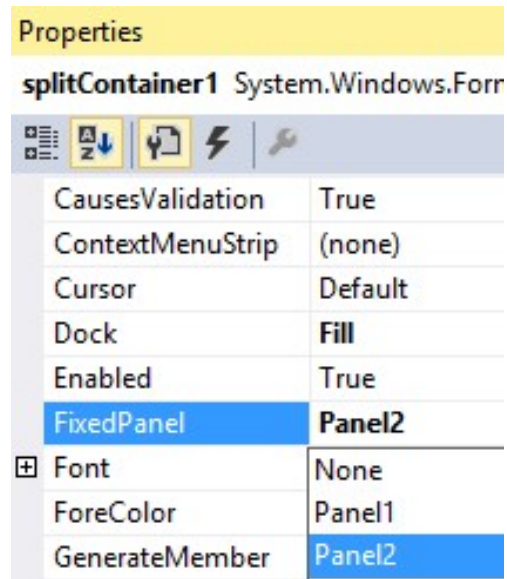 Properties
splitContainer1 System.Windows.Forr
CausesValidation True
ContextMenuStrip (none)
Cursor Default
Dock Fill
Enabled True
FixedPanel Panel2
Font None
ForeColor Panel1
GenerateMember Panel2